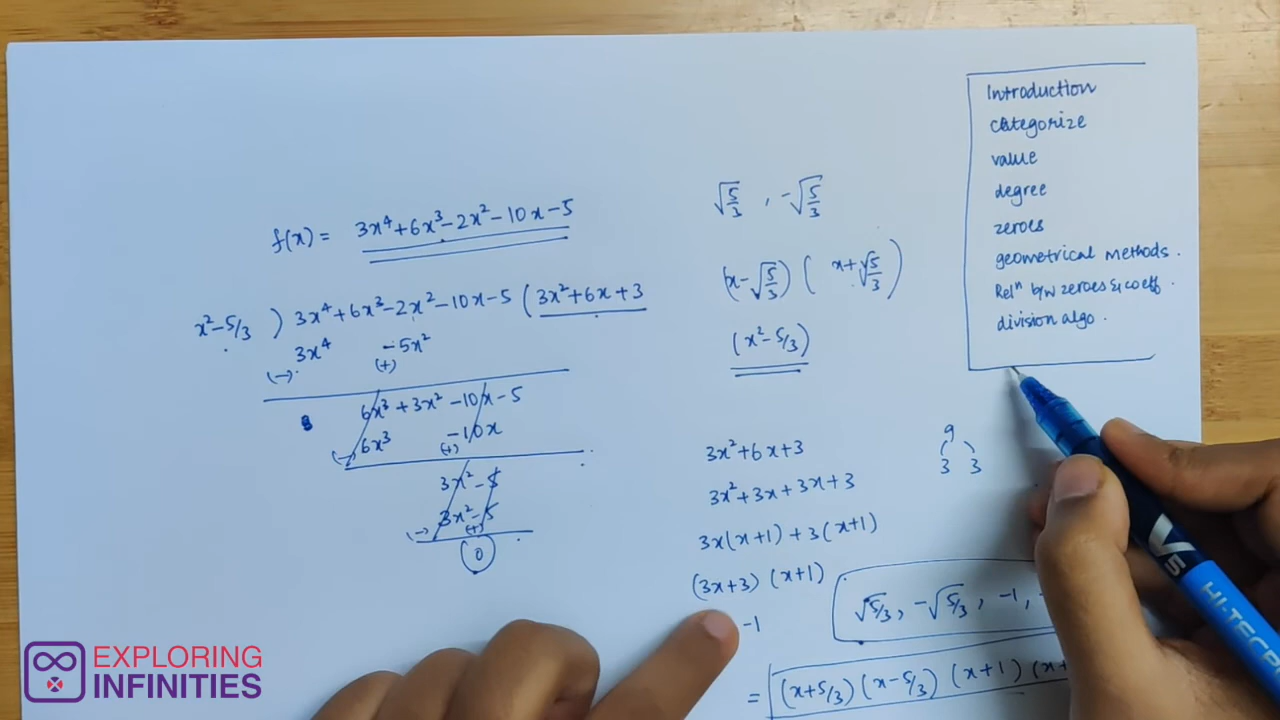 f(x) = 3x⁴+6x³-2x²-10x-5
x²-5/3 ) 3x⁴+6x³-2x²-10x-5 ( 3x²+6x+3
3x⁴ -5x²
(-) (+)
6x³+3x²-10x-5
6x³ -10x
(-) (+)
3x²-5
3x²-5
(-) (+)
0
√5/3 , -√5/3
(x-√5/3) ( x+√5/3 )
(x²-5/3)
3x²+6x+3
3x²+3x+3x+3
3x(x+1)+3(x+1)
(3x+3) (x+1)
-1
9
3 3
√5/3, -√5/3, -1,
= (x+5/3)(x-5/3)(x+1)(x+
Introduction
categorize
value
degree
zeroes
geometrical methods.
Relⁿ b/w zeroes & coeff.
division algo.
EXPLORING
INFINITIES
V5
HI-TECP